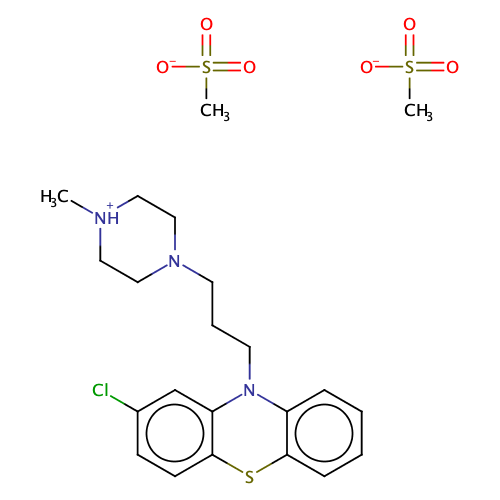 O O
O⁻ S O O⁻ S O
CH₃ CH₃
H₃C NH⁺
N
Cl N
S